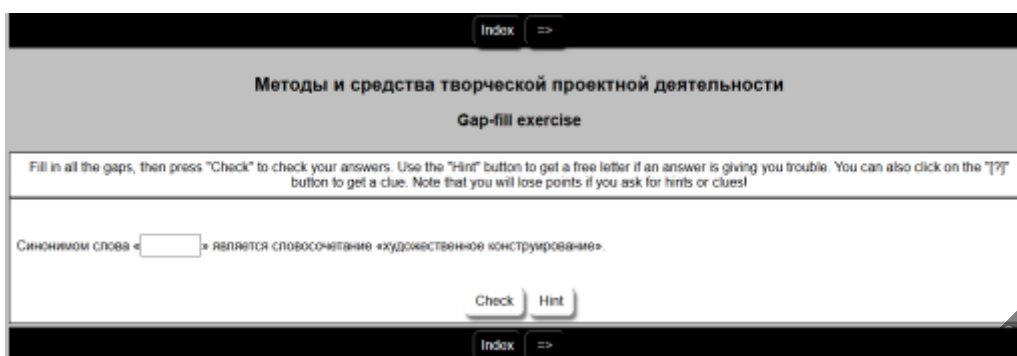 Index =>
Методы и средства творческой проектной деятельности
Gap-fill exercise
Fill in all the gaps, then press "Check" to check your answers. Use the "Hint" button to get a free letter if an answer is giving you trouble. You can also click on the "[?]"
button to get a clue. Note that you will lose points if you ask for hints or clues!
Синонимом слова « » является словосочетание «художественное конструирование».
Check Hint
Index =>